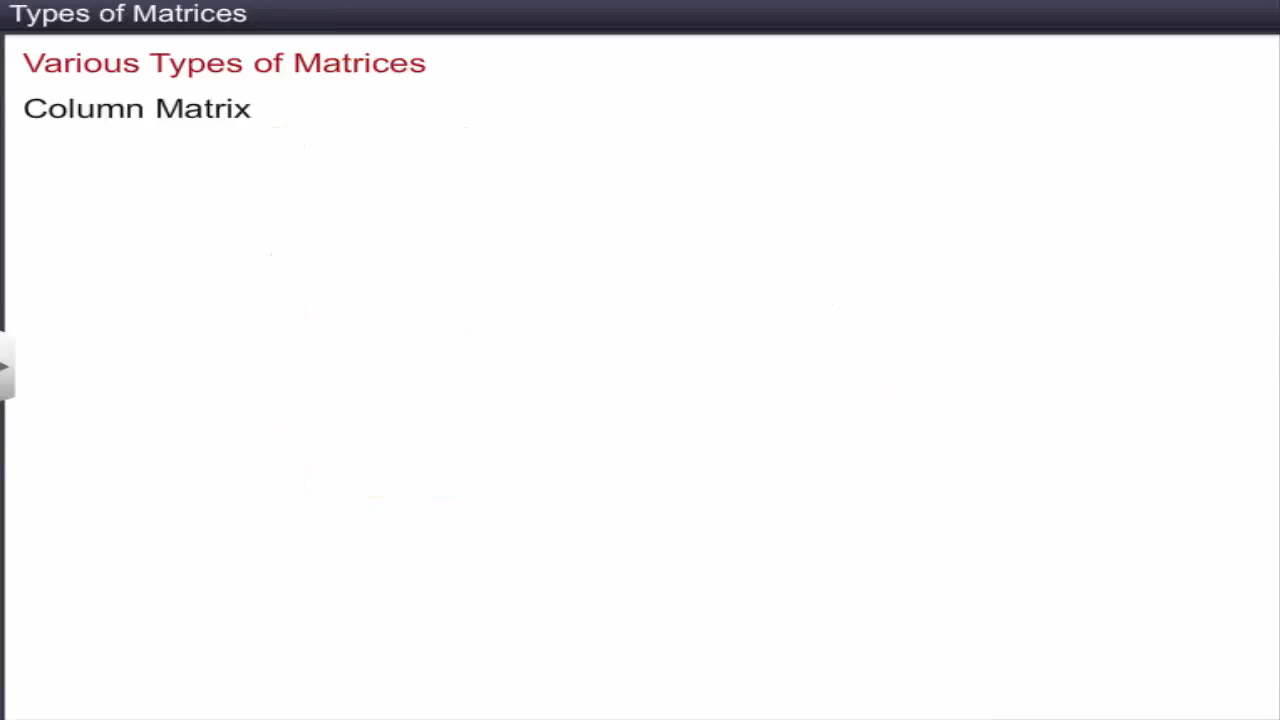 Types of Matrices
Various Types of Matrices
Column Matrix